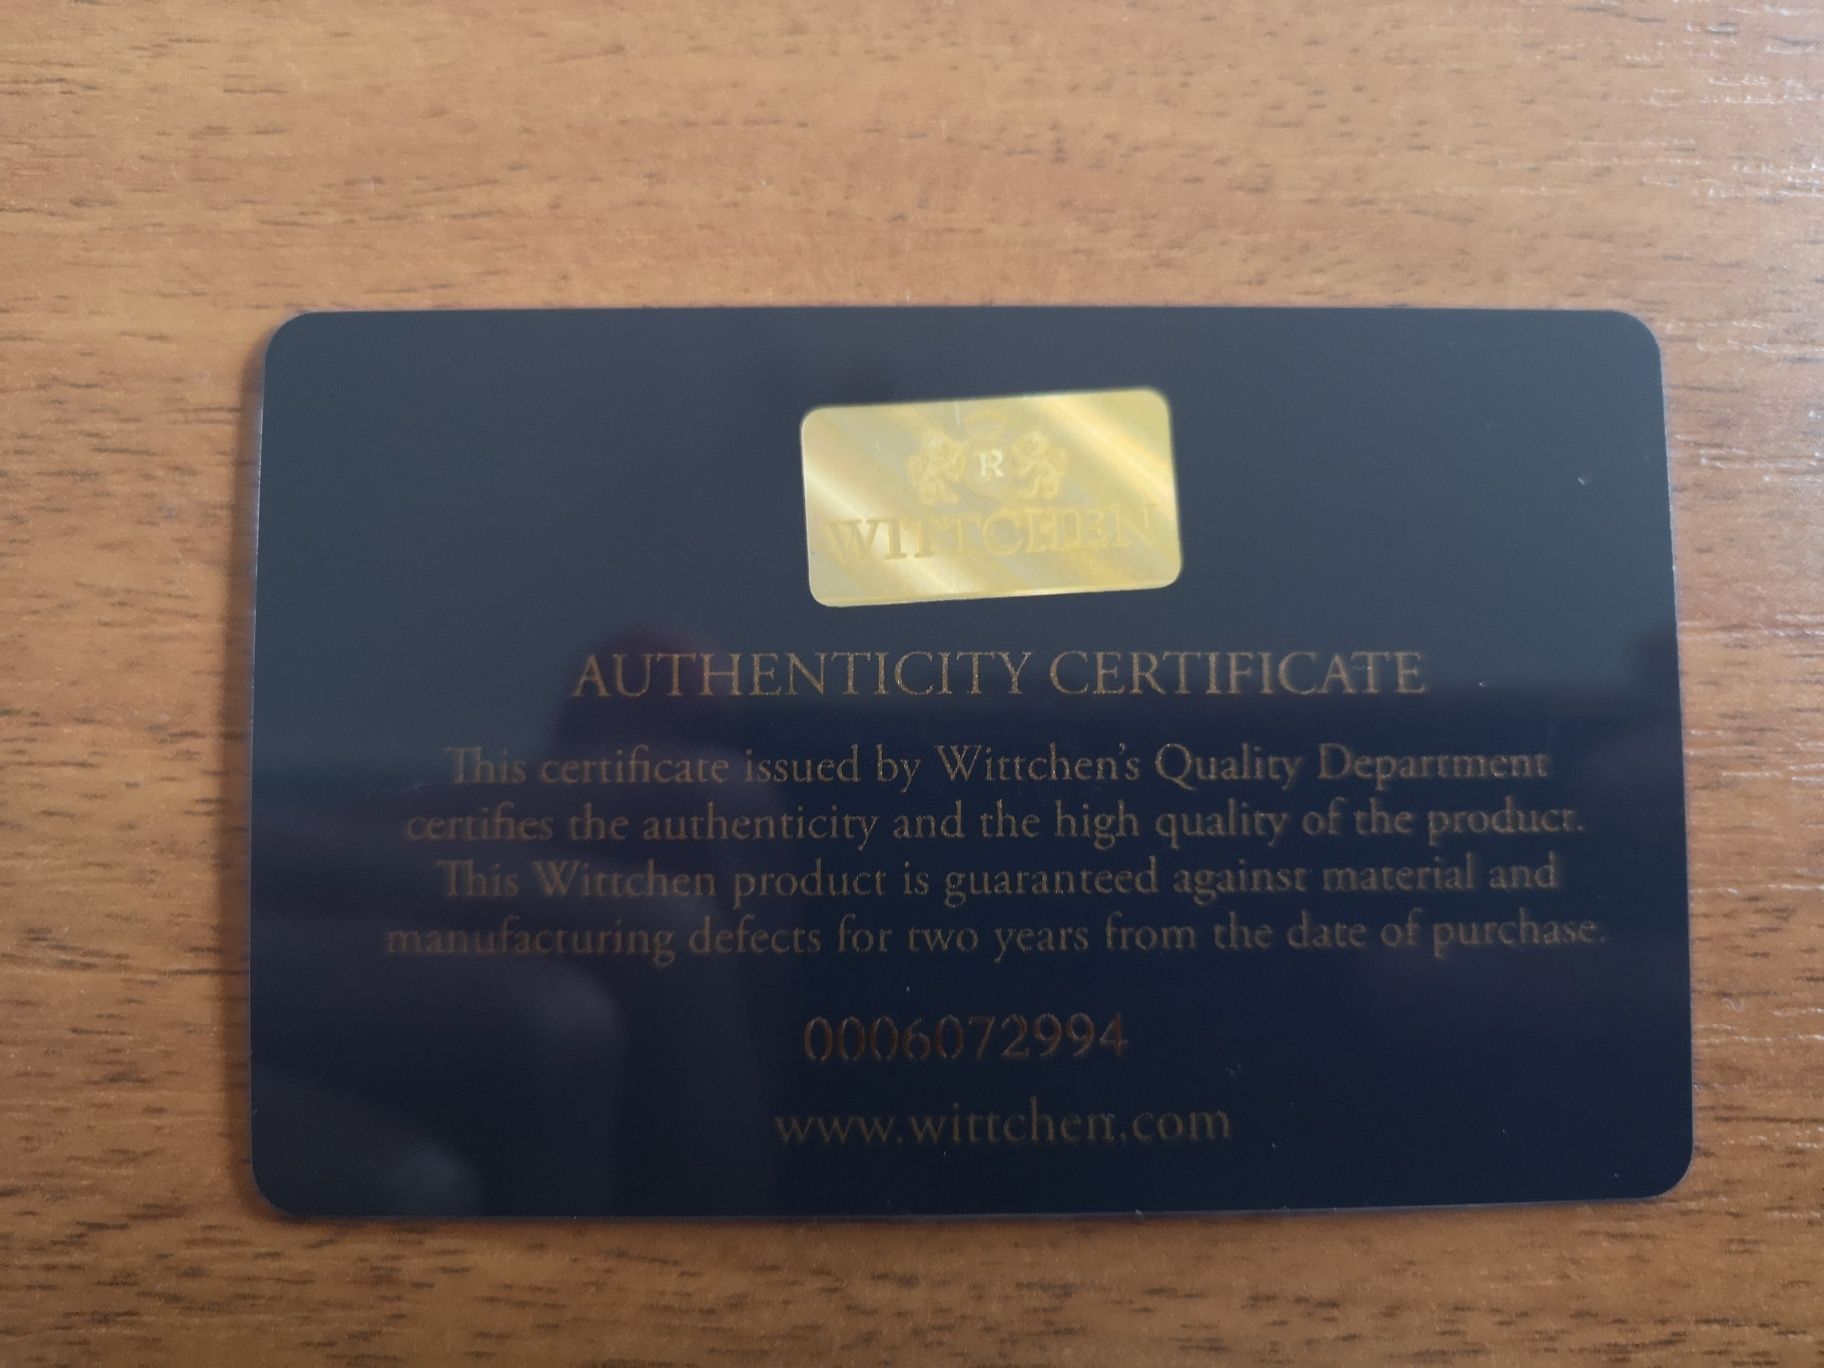 R
WITTCHEN
AUTHENTICITY CERTIFICATE
This certificate issued by Wittchen's Quality Department
certifies the authenticity and the high quality of the product.
This Wittchen product is guaranteed against material and
manufacturing defects for two years from the date of purchase.
0006072994
www.wittchen.com